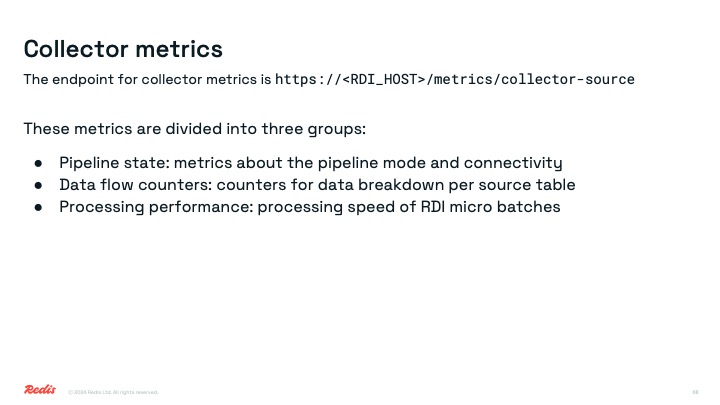 Collector metrics
The endpoint for collector metrics is https://<RDI_HOST>/metrics/collector-source
These metrics are divided into three groups:
● Pipeline state: metrics about the pipeline mode and connectivity
● Data flow counters: counters for data breakdown per source table
● Processing performance: processing speed of RDI micro batches
Redis © 2024 Redis Ltd. All rights reserved.